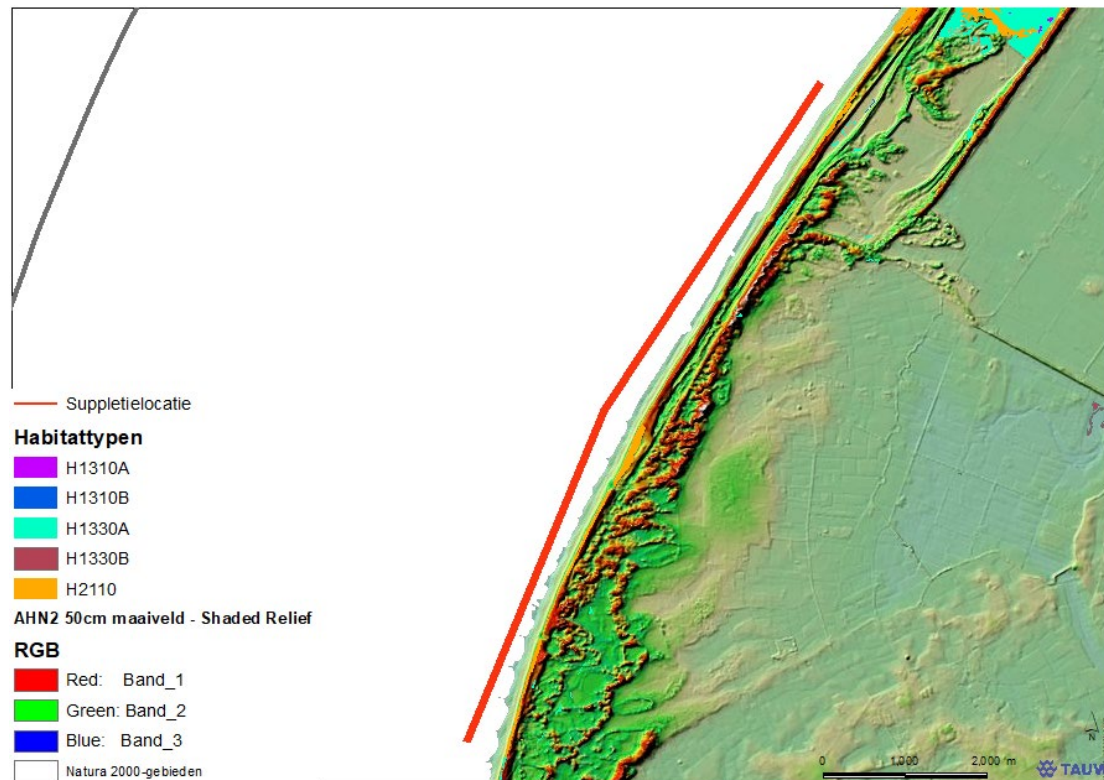 Suppletielocatie
Habitattypen
H1310A
H1310B
H1330A
H1330B
H2110
AHN2 50cm maaiveld - Shaded Relief
RGB
Red: Band_1
Green: Band_2
Blue: Band_3
Natura 2000-gebieden
N
0 1,000 2,000 m
TAUW